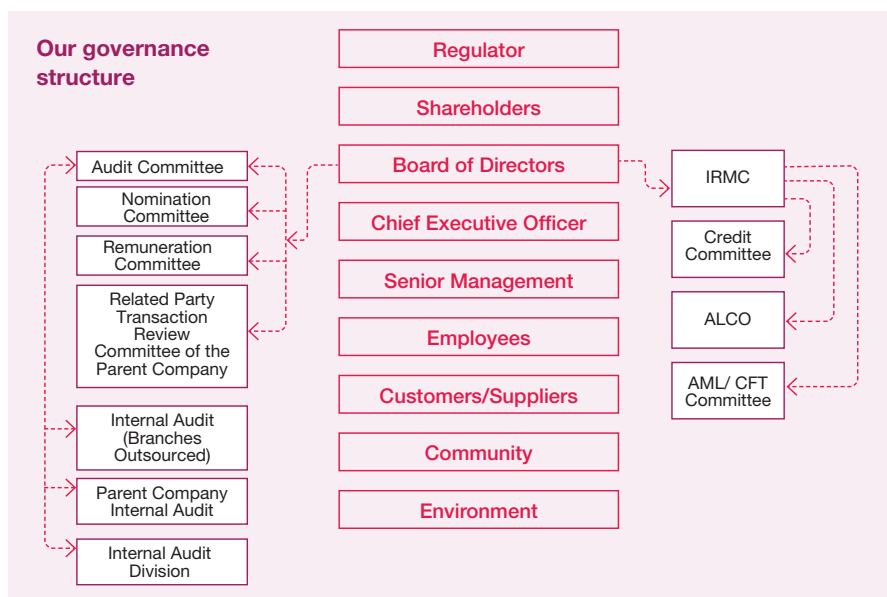 Our governance
structure
Regulator
Shareholders
Board of Directors
Chief Executive Officer
Senior Management
Employees
Customers/Suppliers
Community
Environment
Audit Committee
Nomination
Committee
Remuneration
Committee
Related Party
Transaction
Review
Committee of the
Parent Company
Internal Audit
(Branches
Outsourced)
Parent Company
Internal Audit
Internal Audit
Division
IRMC
Credit
Committee
ALCO
AML/ CFT
Committee